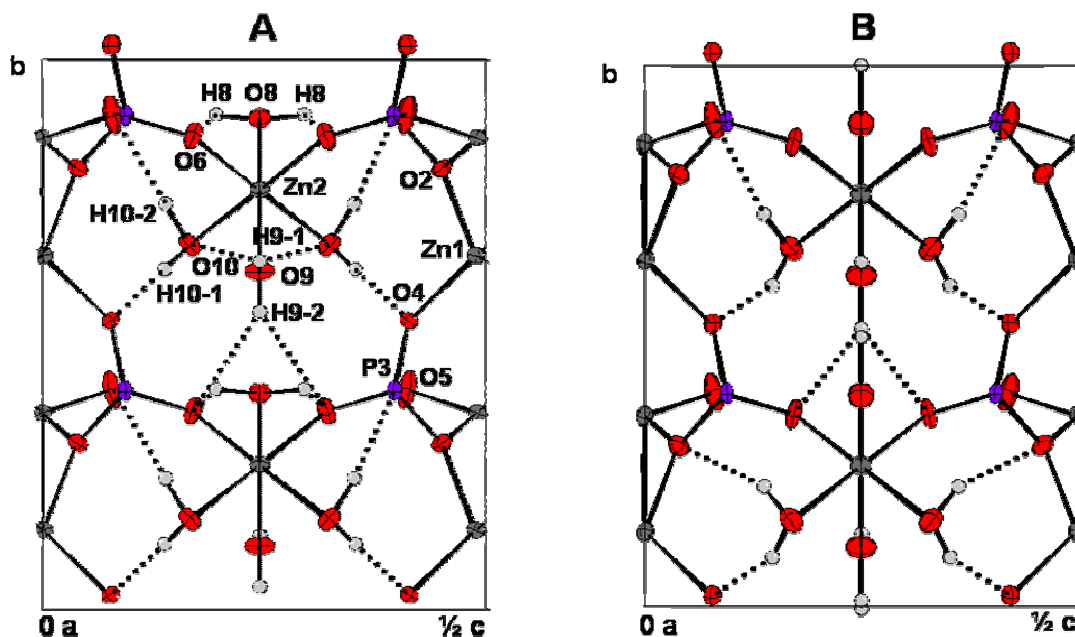 A
B
b
b
H8 O8 H8
O6
Zn2
O2
H10-2
H9-1
Zn1
O10
O9
H10-1
O4
H9-2
P3
O5
0 a
½ c
0 a
½ c